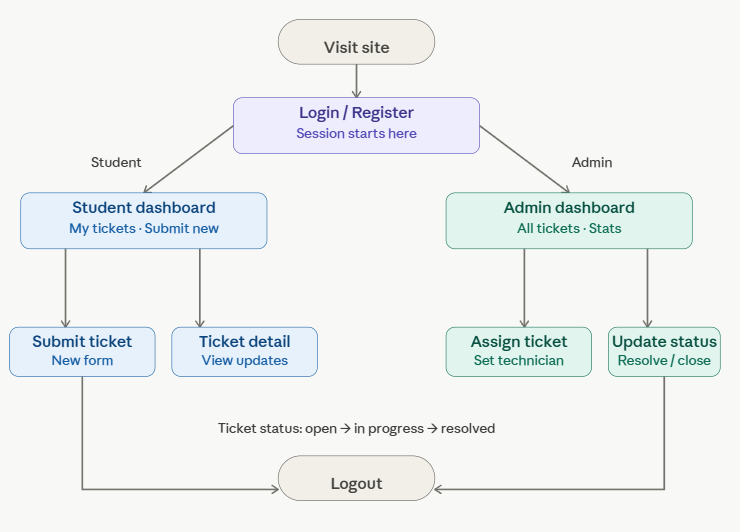 Visit site
Login / Register
Session starts here
Student
Admin
Student dashboard
My tickets · Submit new
Admin dashboard
All tickets · Stats
Submit ticket
New form
Ticket detail
View updates
Assign ticket
Set technician
Update status
Resolve / close
Ticket status: open → in progress → resolved
Logout